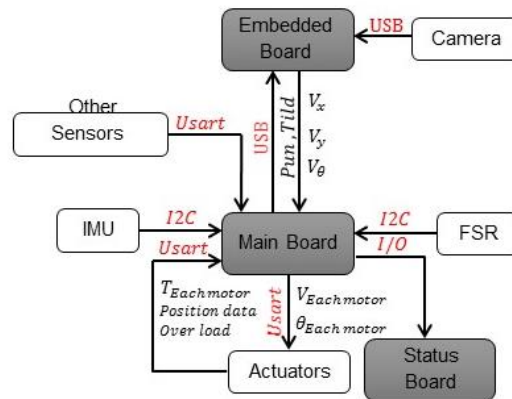 Embedded
Board
USB
Camera
Other
Sensors
Usart
USB
Pun , Tild
V_x
V_y
V_θ
IMU
I2C
Main Board
I2C
FSR
Usart
I/O
T_Each motor
Position data
Over load
Usart
V_Each motor
θ_Each motor
Actuators
Status
Board